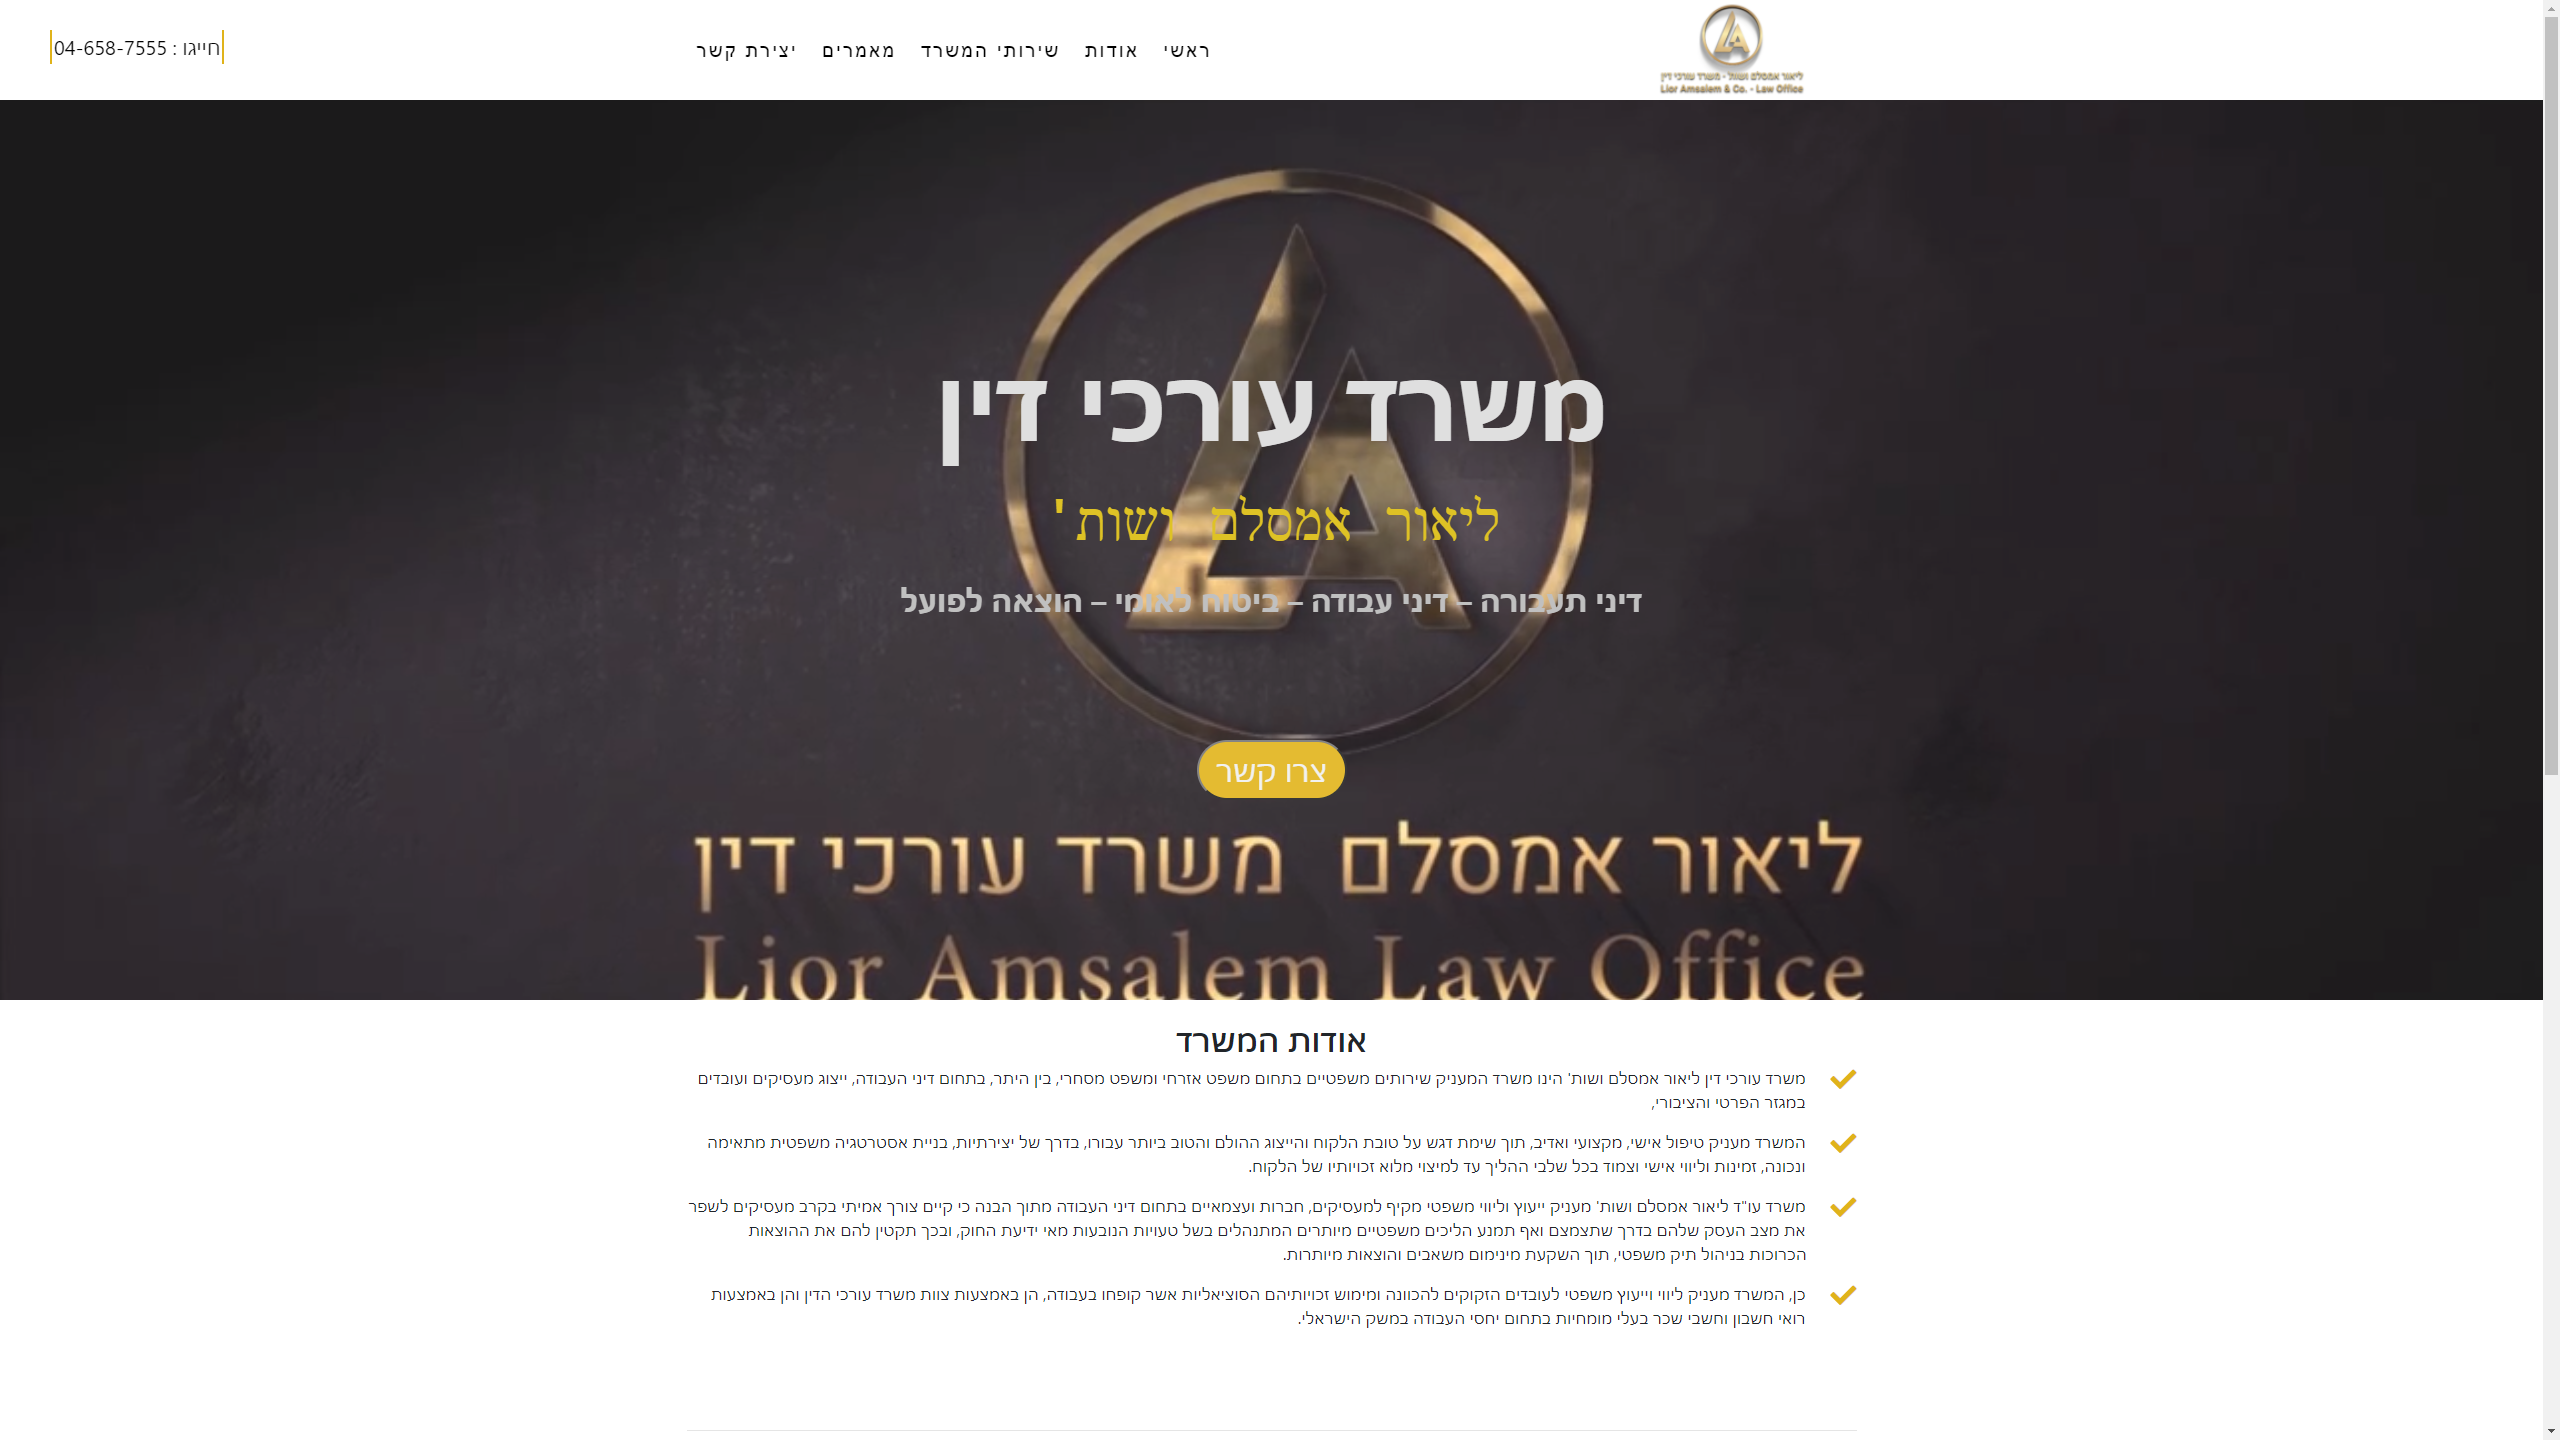 ליאור אמסלם ושות' - משרד עורכי דין
Lior Amsalem & Co. - Law Office
ראשי
אודות
שירותי המשרד
מאמרים
יצירת קשר
חייגו : 04-658-7555
משרד עורכי דין
ליאור אמסלם ושות'
דיני תעבורה – דיני עבודה – ביטוח לאומי – הוצאה לפועל
צרו קשר
ליאור אמסלם משרד עורכי דין
Lior Amsalem Law Office
אודות המשרד
משרד עורכי דין ליאור אמסלם ושות' הינו משרד המעניק שירותים משפטיים בתחום משפט אזרחי ומשפט מסחרי, בין היתר, בתחום דיני העבודה, ייצוג מעסיקים ועובדים
במגזר הפרטי והציבורי,
המשרד מעניק טיפול אישי, מקצועי ואדיב, תוך שימת דגש על טובת הלקוח והייצוג ההולם והטוב ביותר עבורו, בדרך של יצירתיות, בניית אסטרטגיה משפטית מתאימה
ונכונה, זמינות וליווי אישי וצמוד בכל שלבי ההליך עד למיצוי מלוא זכויותיו של הלקוח.
משרד עו"ד ליאור אמסלם ושות' מעניק ייעוץ וליווי משפטי מקיף למעסיקים, חברות ועצמאיים בתחום דיני העבודה מתוך הבנה כי קיים צורך אמיתי בקרב מעסיקים לשפר
את מצב העסק שלהם בדרך שתצמצם ואף תמנע הליכים משפטיים מיותרים המתנהלים בשל טעויות הנובעות מאי ידיעת החוק, ובכך תקטין להם את ההוצאות
הכרוכות בניהול תיק משפטי, תוך השקעת מינימום משאבים והוצאות מיותרות.
כן, המשרד מעניק ליווי וייעוץ משפטי לעובדים הזקוקים להכוונה ומימוש זכויותיהם הסוציאליות אשר קופחו בעבודה, הן באמצעות צוות משרד עורכי הדין והן באמצעות
רואי חשבון וחשבי שכר בעלי מומחיות בתחום יחסי העבודה במשק הישראלי.